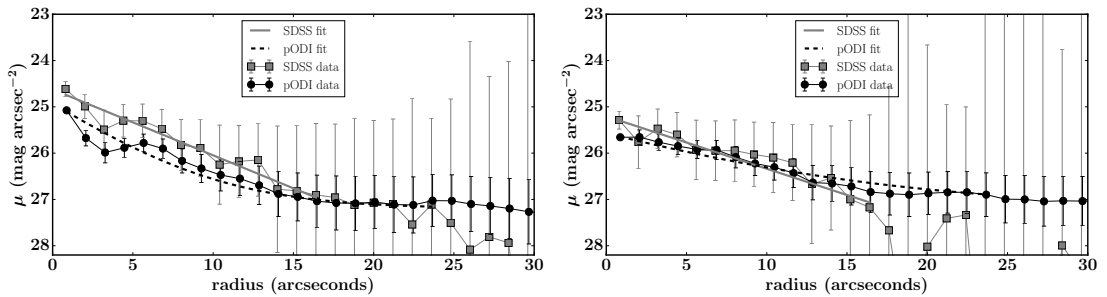 SDSS fit
pODI fit
SDSS data
pODI data
24
25
26
27
28
μ (mag arcsec−2)
0
5
10
15
20
25
30
radius (arcseconds)
SDSS fit
pODI fit
SDSS data
pODI data
24
25
26
27
28
μ (mag arcsec−2)
0
5
10
15
20
25
30
radius (arcseconds)